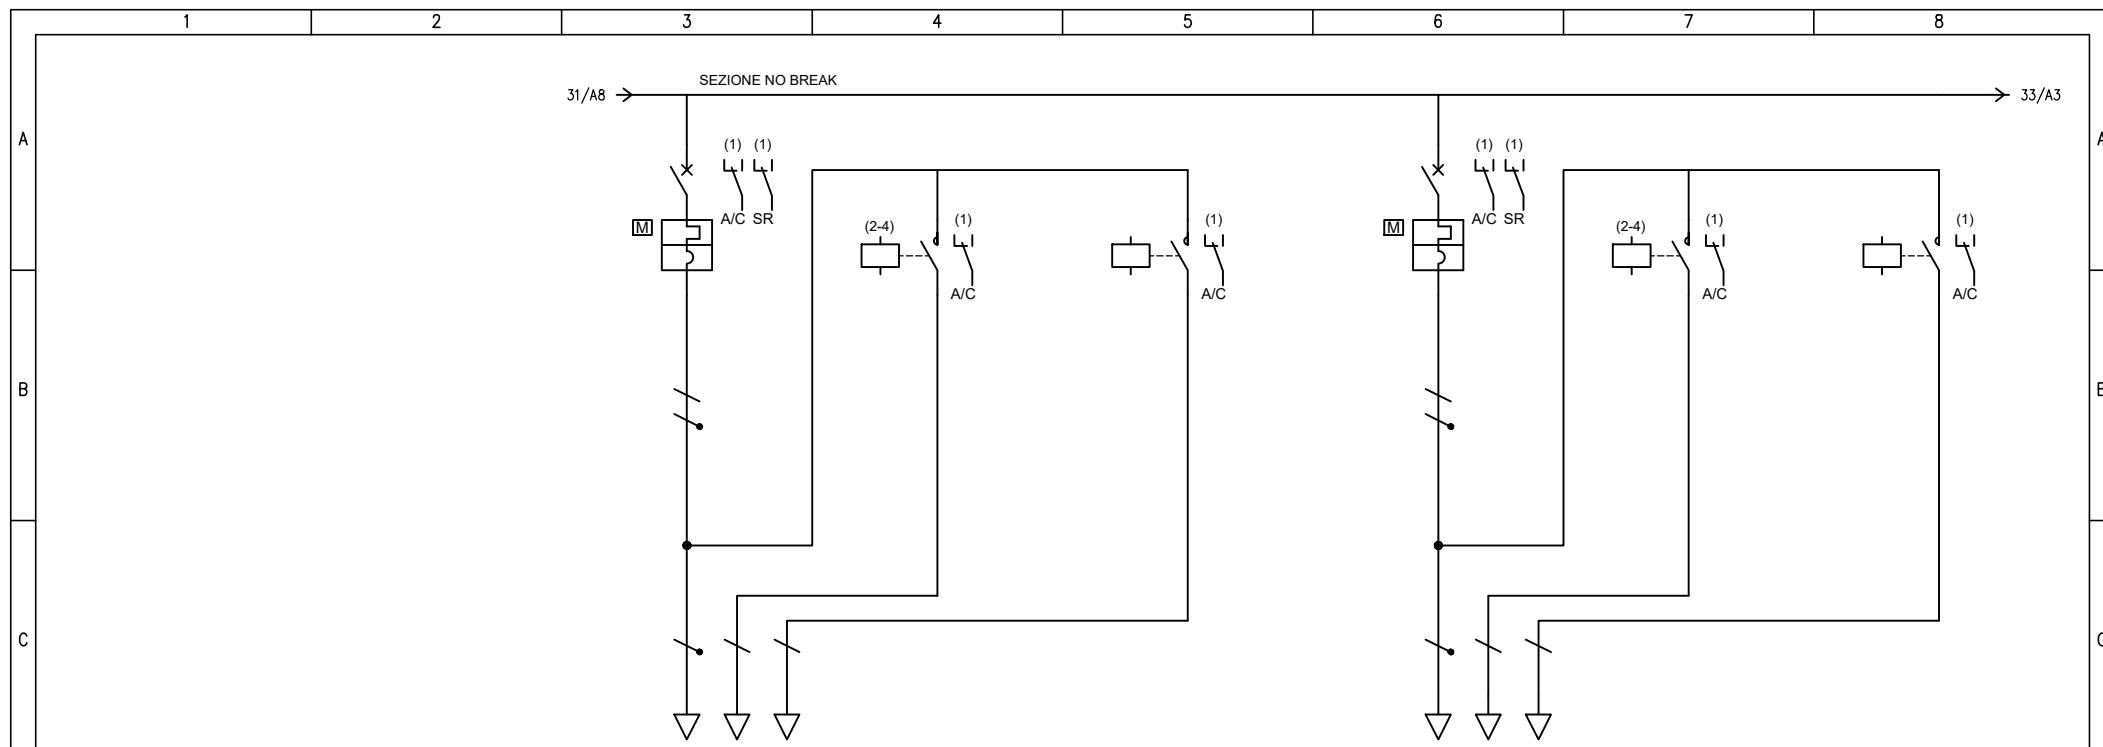 1 2 3 4 5 6 7 8
SEZIONE NO BREAK
31/A8 33/A3
A A
(1) (1) (1) (1)
A/C SR A/C SR
M (2-4) (1) (1) M (2-4) (1) (1)
A/C A/C A/C A/C
B
C